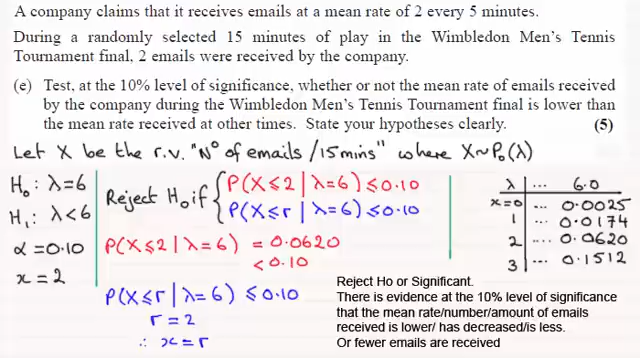 A company claims that it receives emails at a mean rate of 2 every 5 minutes.
During a randomly selected 15 minutes of play in the Wimbledon Men's Tennis
Tournament final, 2 emails were received by the company.
(e) Test, at the 10% level of significance, whether or not the mean rate of emails received
by the company during the Wimbledon Men's Tennis Tournament final is lower than
the mean rate received at other times. State your hypotheses clearly.
(5)
Let X be the r.v. "Nº of emails /15mins" where X~Po(λ)
H₀: λ=6
H₁: λ<6
α=0.10
x=2
Reject H₀ if { P(X≤2 | λ=6) ≤0.10
P(X≤r | λ=6) ≤0.10
P(X≤2 | λ=6) = 0.0620
<0.10
P(X≤r | λ=6) ≤0.10
r=2
∴ x=r
λ ... 6.0
x=0 ... 0.0025
1 ... 0.0174
2 ... 0.0620
3 ... 0.1512
Reject Ho or Significant.
There is evidence at the 10% level of significance
that the mean rate/number/amount of emails
received is lower/ has decreased/is less.
Or fewer emails are received